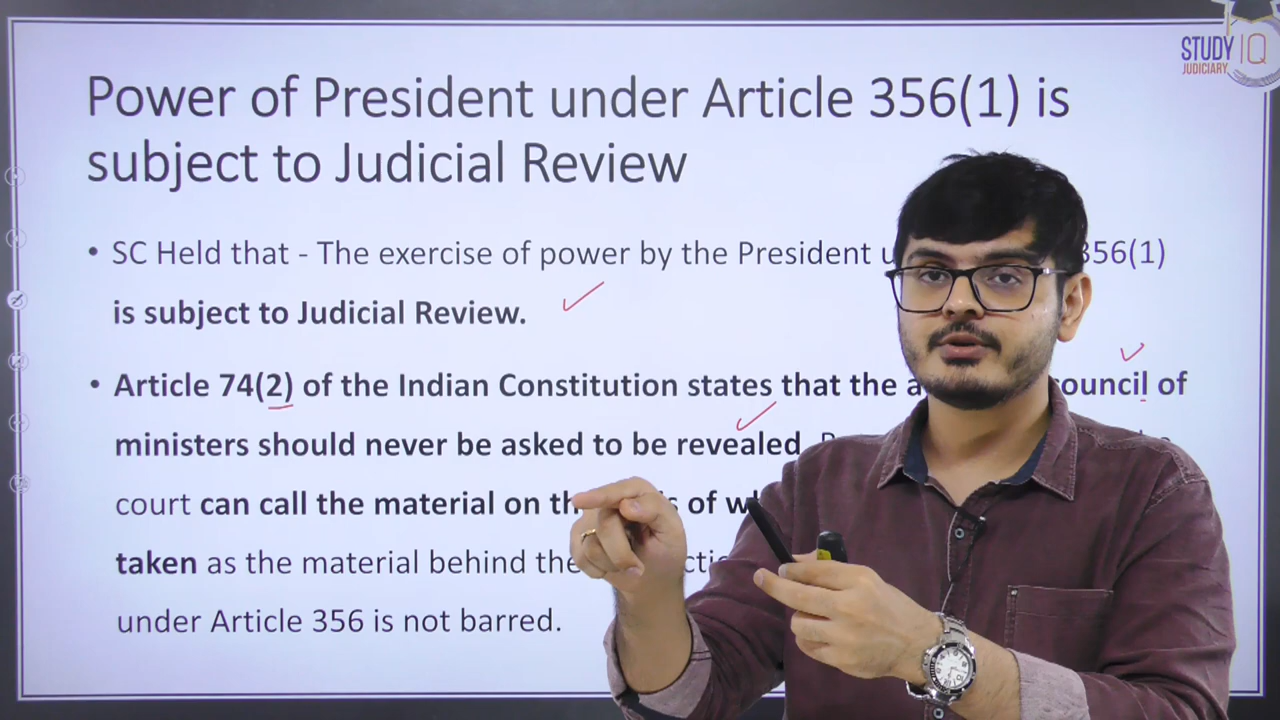 STUDY IQ
JUDICIARY
Power of President under Article 356(1) is
subject to Judicial Review
• SC Held that - The exercise of power by the President 356(1)
is subject to Judicial Review.
• Article 74(2) of the Indian Constitution states that the council of
ministers should never be asked to be revealed
court can call the material on of
taken as the material behind the
under Article 356 is not barred.